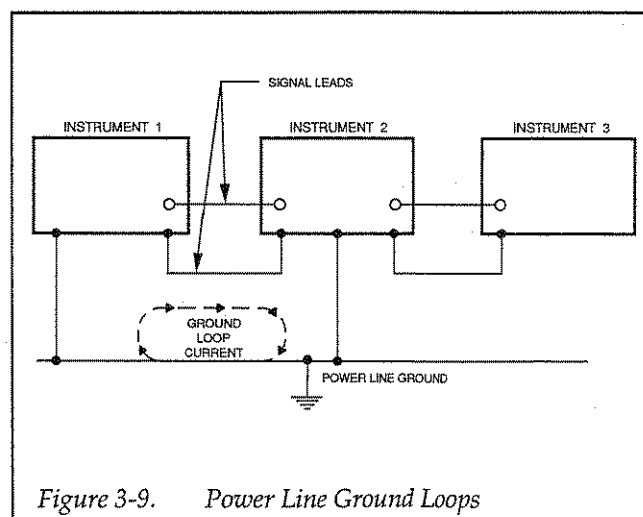 SIGNAL LEADS
INSTRUMENT 1
INSTRUMENT 2
INSTRUMENT 3
GROUND
LOOP
CURRENT
POWER LINE GROUND
Figure 3-9. Power Line Ground Loops